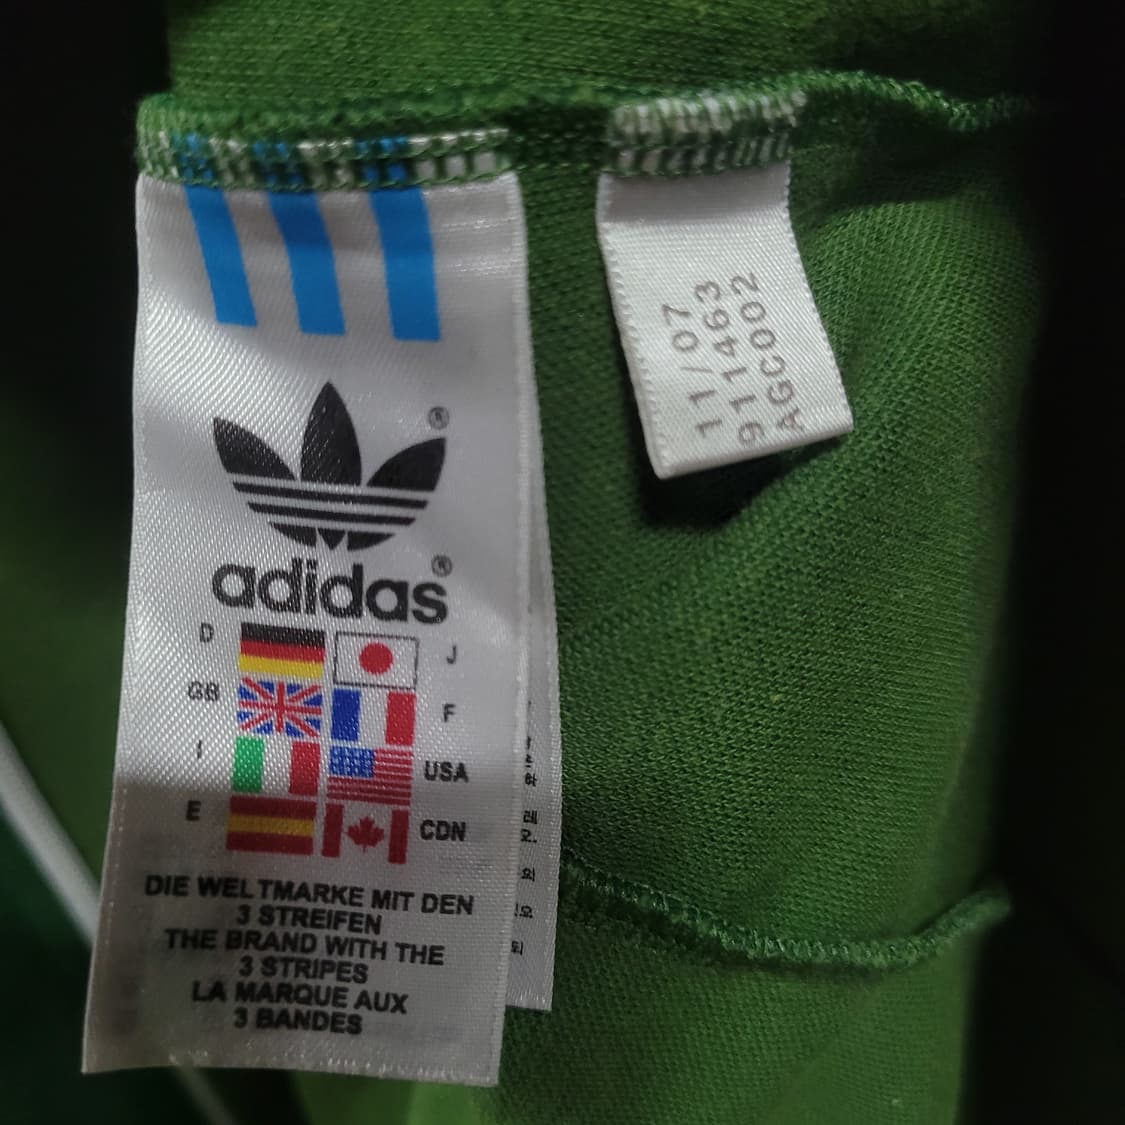 ®
adidas®
D
J
GB
F
I
USA
E
CDN
DIE WELTMARKE MIT DEN
3 STREIFEN
THE BRAND WITH THE
3 STRIPES
LA MARQUE AUX
3 BANDES
11/07
911463
AGC002